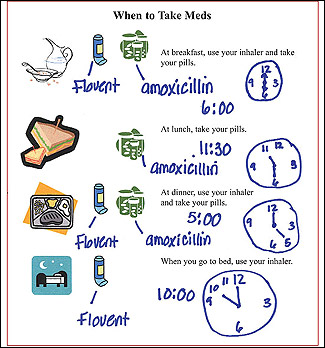 When to Take Meds
At breakfast, use your inhaler and take
your pills.
Flovent
amoxicillin
6:00
12
9 3
6
At lunch, take your pills.
11:30
amoxicillin
11 12
9 3
6
At dinner, use your inhaler
and take your pills.
5:00
Flovent
amoxicillin
12
9 3
6 5
When you go to bed, use your inhaler.
10:00
Flovent
11 12
10
9 3
6